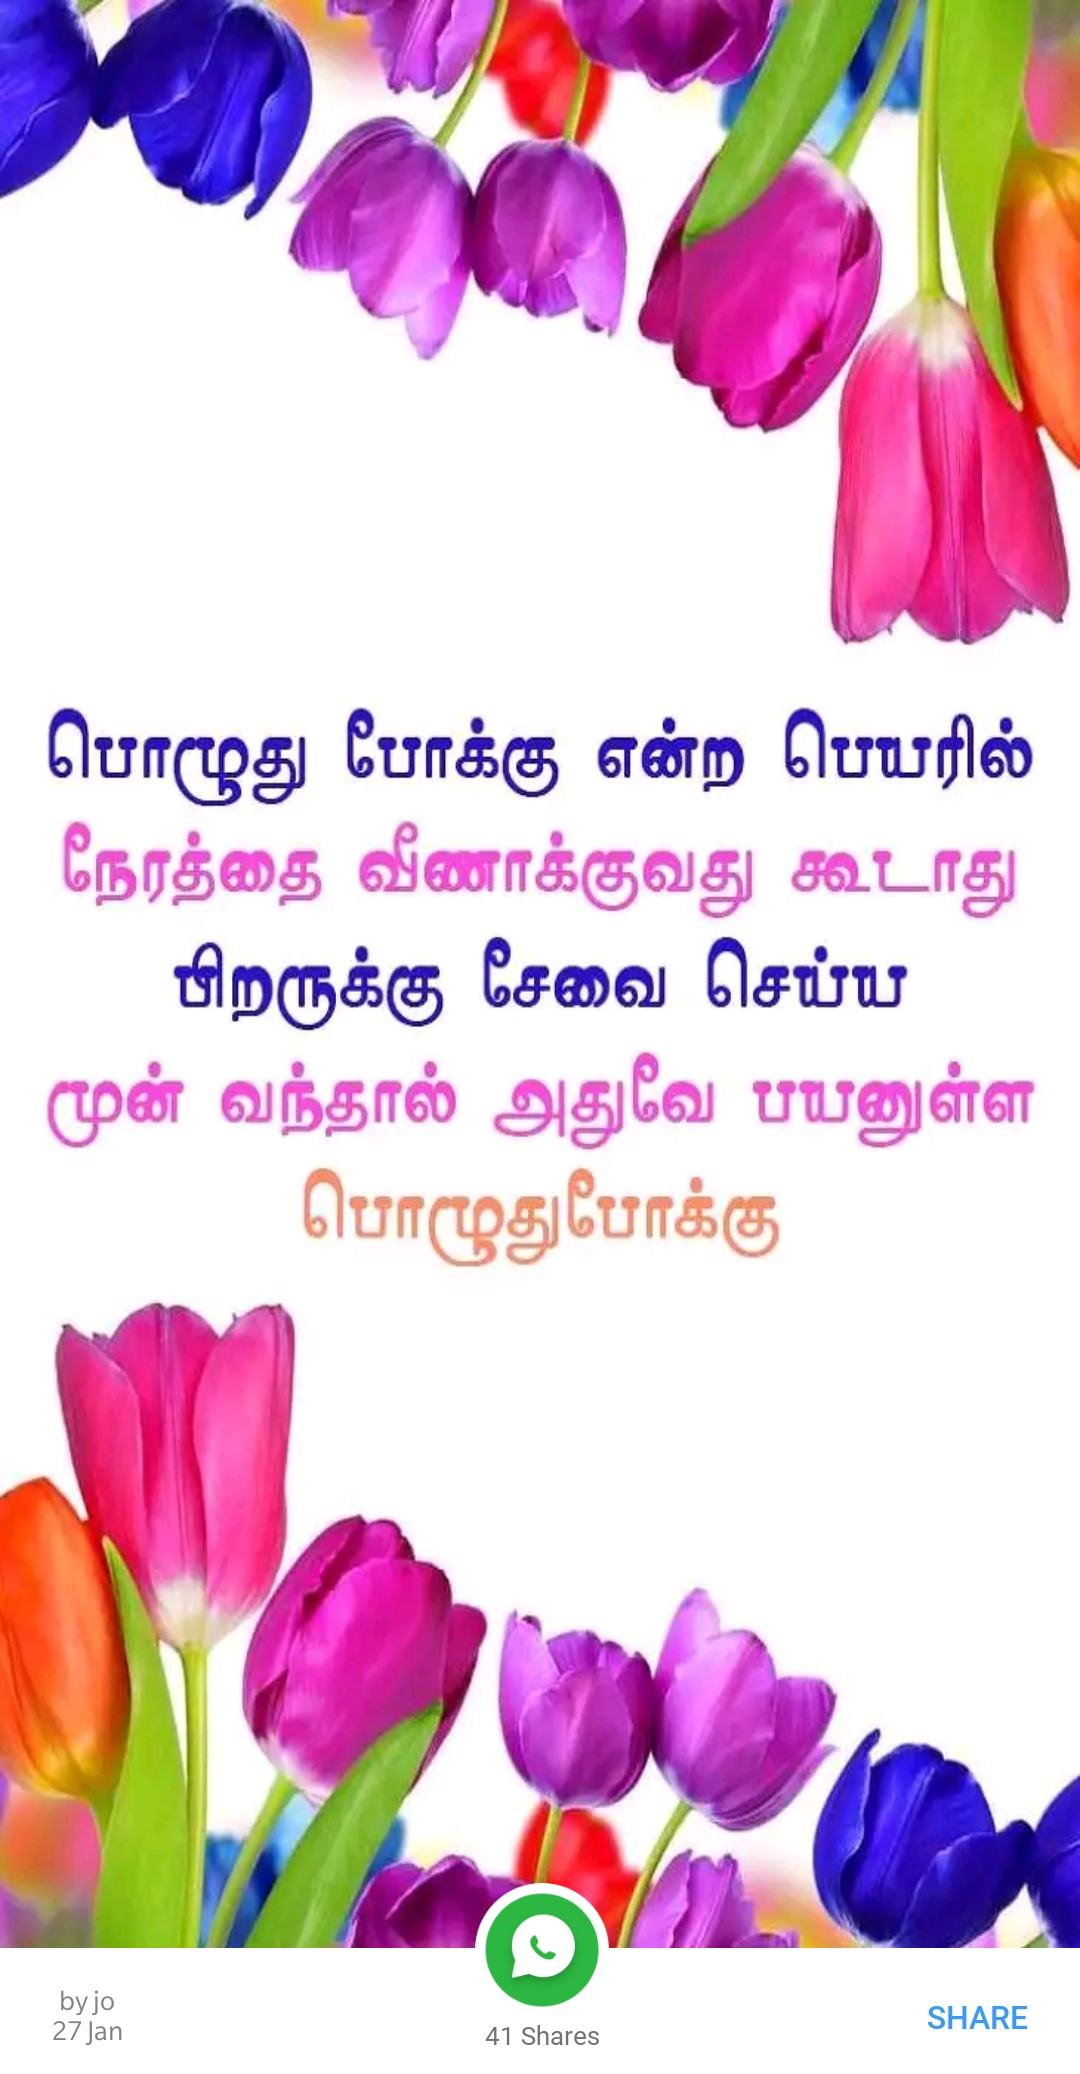 பொழுது போக்கு என்ற பெயரில்
நேரத்தை வீணாக்குவது கூடாது
பிறருக்கு சேவை செய்ய
முன் வந்தால் அதுவே பயனுள்ள
பொழுதுபோக்கு
by jo
27 Jan
41 Shares
SHARE